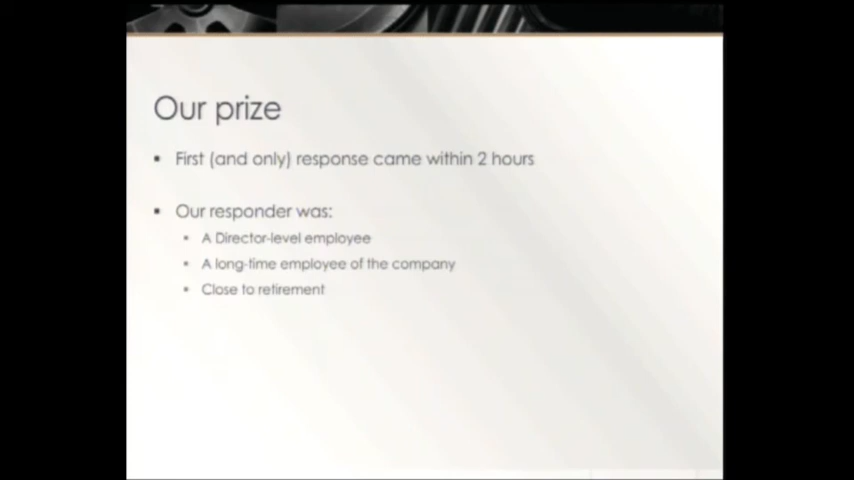 Our prize
▪ First (and only) response came within 2 hours
▪ Our responder was:
▪ A Director-level employee
▪ A long-time employee of the company
▪ Close to retirement